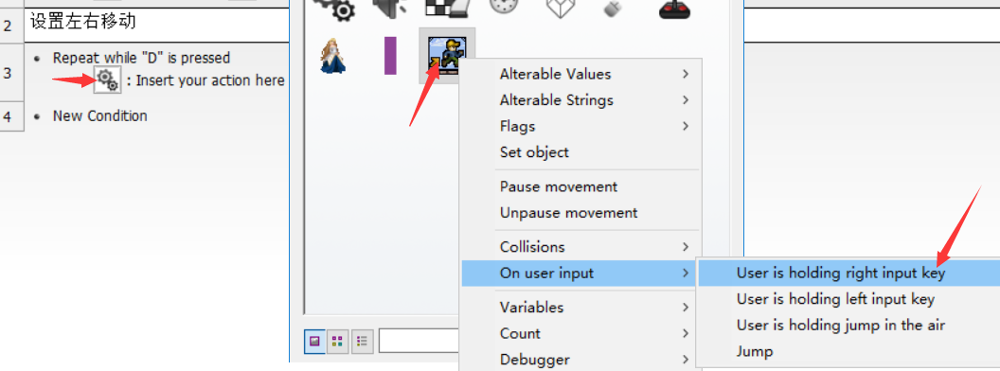 2
设置左右移动
3
• Repeat while "D" is pressed
: Insert your action here
4
• New Condition
Alterable Values
Alterable Strings
Flags
Set object
Pause movement
Unpause movement
Collisions
On user input
Variables
Count
Debugger
User is holding right input key
User is holding left input key
User is holding jump in the air
Jump